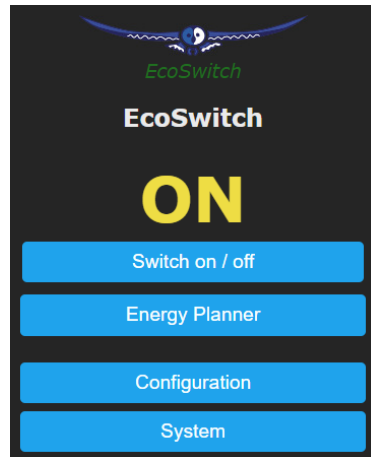 EcoSwitch
EcoSwitch
ON
Switch on / off
Energy Planner
Configuration
System